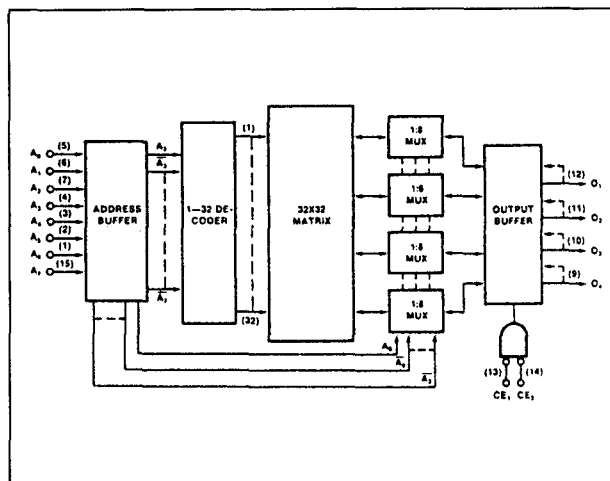 A₀ (5)
A₁ (6)
A₂ (7)
A₃ (4)
A₄ (3)
A₅ (2)
A₆ (1)
A₇ (15)
ADDRESS
BUFFER
A₃
A₃
A₇
1—32 DE-
CODER
(1)
(32)
32X32
MATRIX
1:8
MUX
1:8
MUX
1:8
MUX
1:8
MUX
A₀
A₀
A₂
OUTPUT
BUFFER
(12) O₁
(11) O₂
(10) O₃
(9) O₄
(13) (14)
CE₁ CE₂